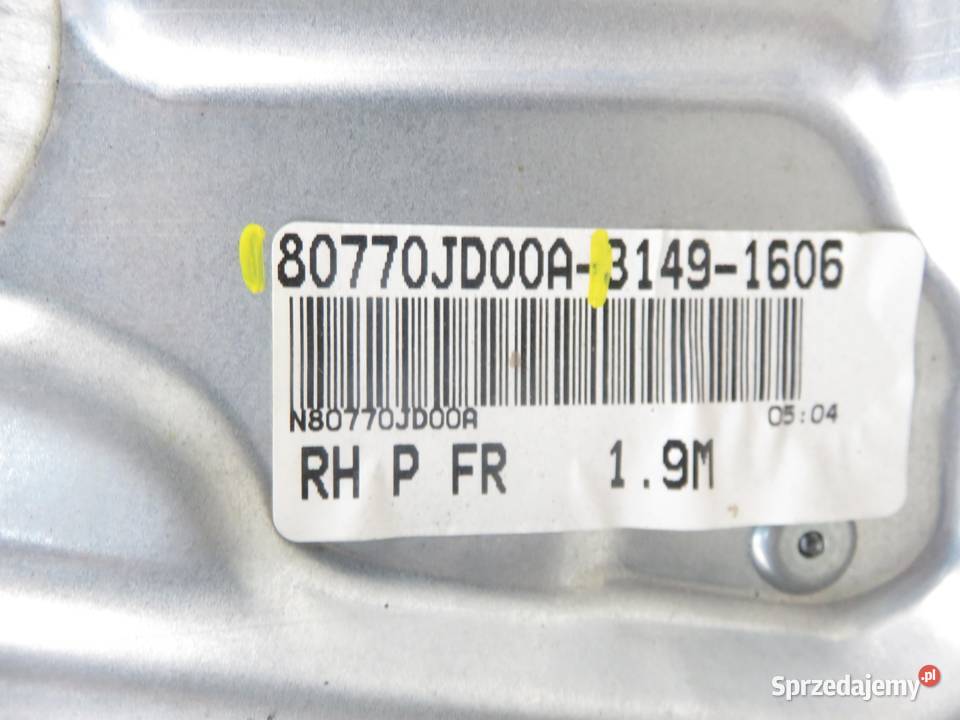 80770JD00A-3149-1606
N80770JD00A 05:04
RH P FR 1.9M
Sprzedajemy.pl